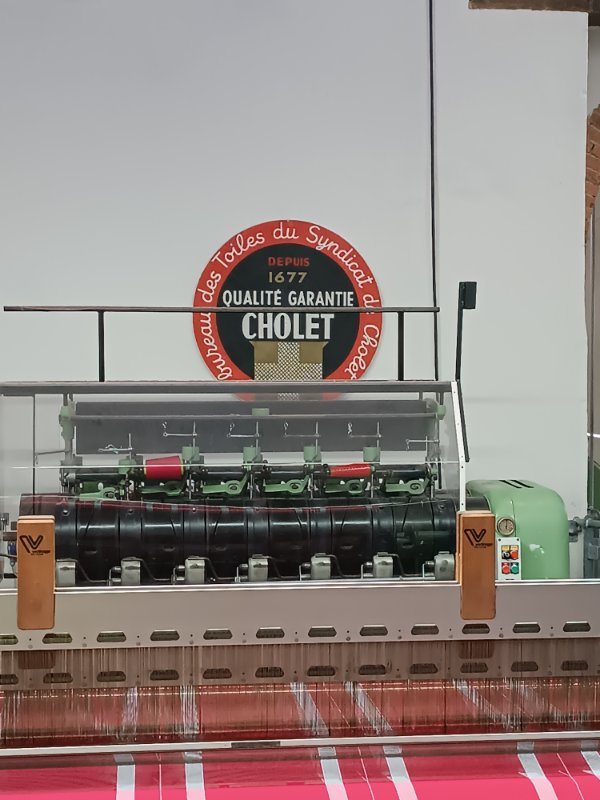 bureau des Toiles du Syndicat de Cholet
DEPUIS
1677
QUALITÉ GARANTIE
CHOLET